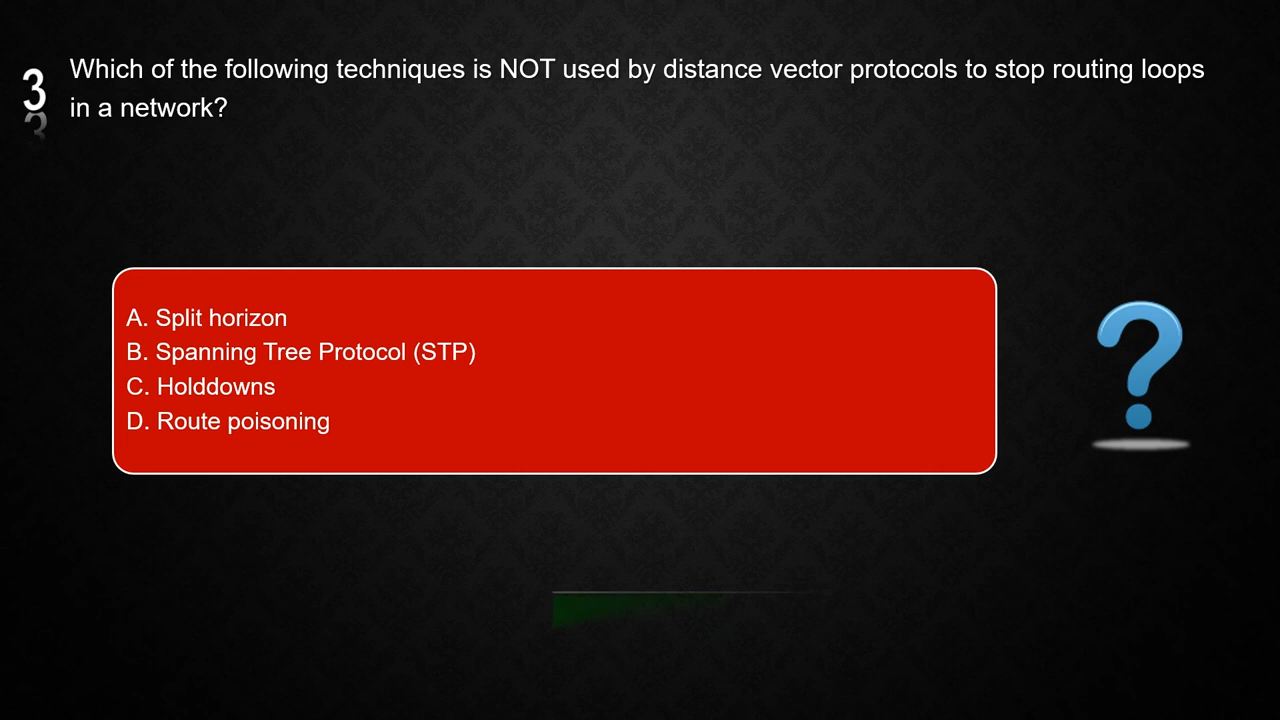 3
Which of the following techniques is NOT used by distance vector protocols to stop routing loops
in a network?
A. Split horizon
B. Spanning Tree Protocol (STP)
C. Holddowns
D. Route poisoning
?